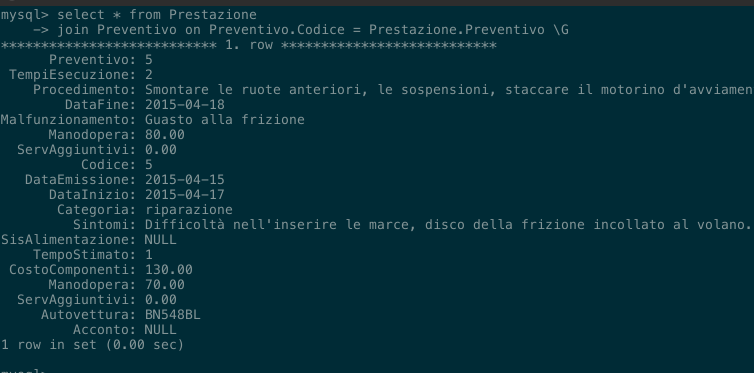 mysql> select * from Prestazione
    -> join Preventivo on Preventivo.Codice = Prestazione.Preventivo \G
*************************** 1. row ***************************
      Preventivo: 5
 TempiEsecuzione: 2
    Procedimento: Smontare le ruote anteriori, le sospensioni, staccare il motorino d'avviamen
        DataFine: 2015-04-18
Malfunzionamento: Guasto alla frizione
      Manodopera: 80.00
  ServAggiuntivi: 0.00
          Codice: 5
   DataEmissione: 2015-04-15
      DataInizio: 2015-04-17
       Categoria: riparazione
         Sintomi: Difficoltà nell'inserire le marce, disco della frizione incollato al volano.
SisAlimentazione: NULL
   TempoStimato: 1
 CostoComponenti: 130.00
      Manodopera: 70.00
  ServAggiuntivi: 0.00
      Autovettura: BN548BL
         Acconto: NULL
1 row in set (0.00 sec)